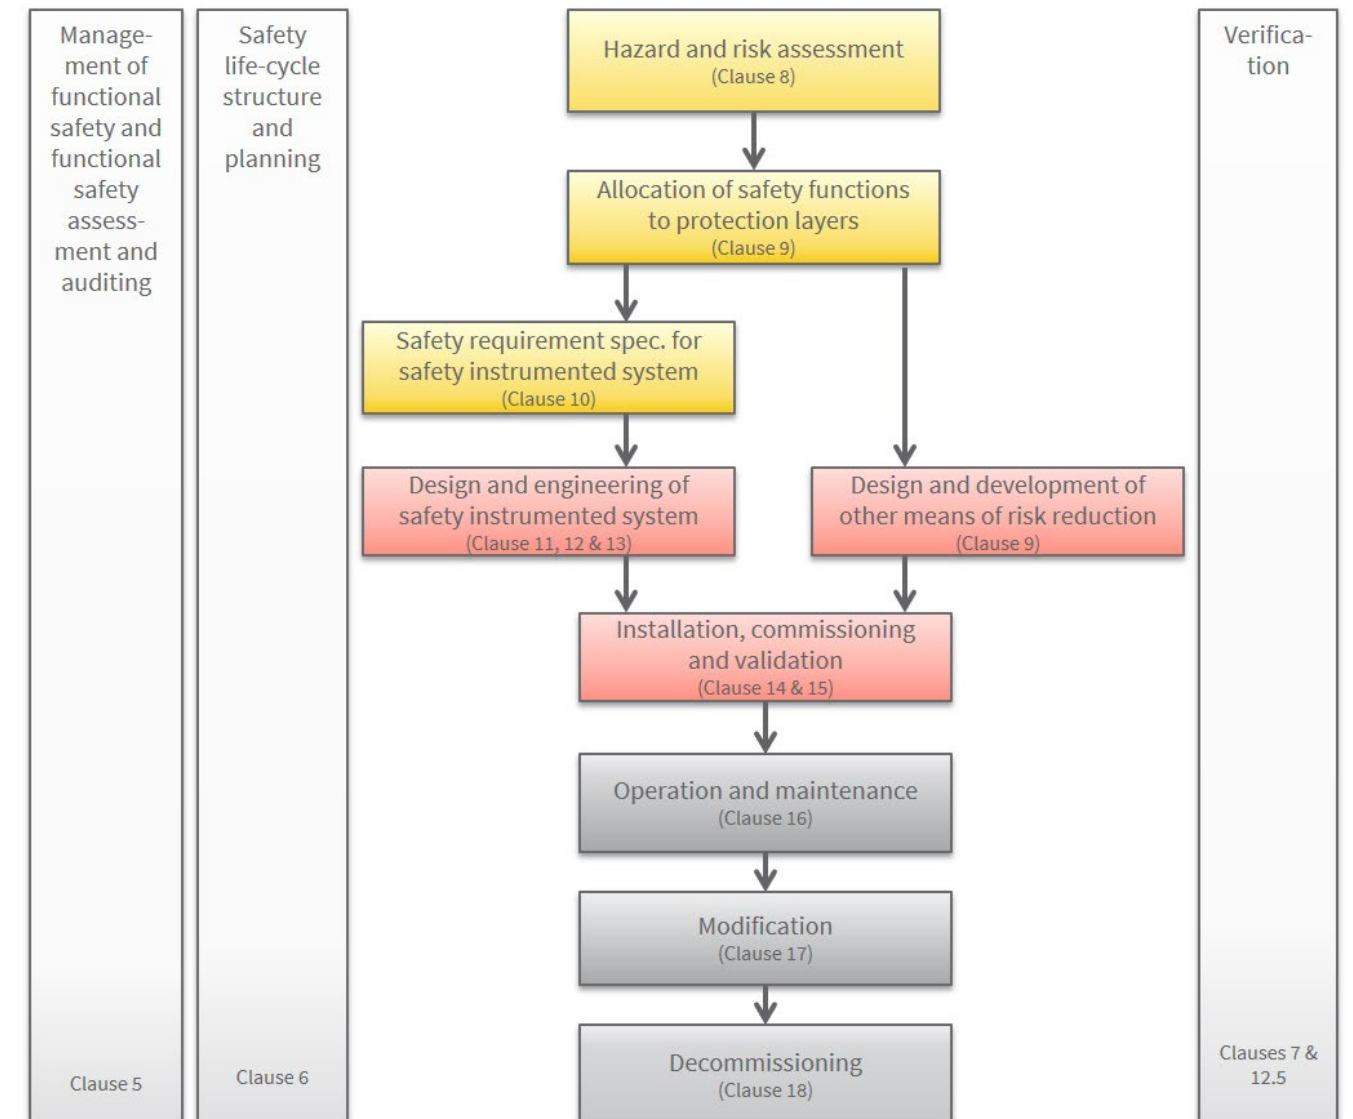 Manage-
ment of
functional
safety and
functional
safety
assess-
ment and
auditing
Clause 5
Safety
life-cycle
structure
and
planning
Clause 6
Hazard and risk assessment
(Clause 8)
Allocation of safety functions
to protection layers
(Clause 9)
Safety requirement spec. for
safety instrumented system
(Clause 10)
Design and engineering of
safety instrumented system
(Clause 11, 12 & 13)
Design and development of
other means of risk reduction
(Clause 9)
Installation, commissioning
and validation
(Clause 14 & 15)
Operation and maintenance
(Clause 16)
Modification
(Clause 17)
Decommissioning
(Clause 18)
Verifica-
tion
Clauses 7 &
12.5